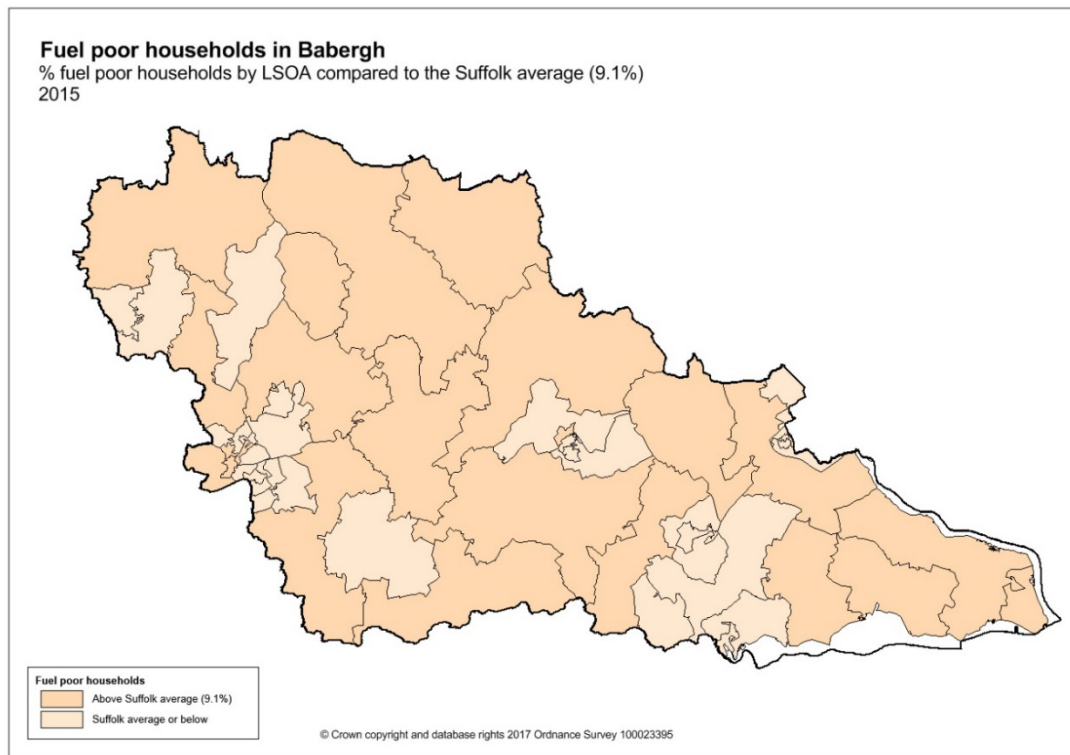 Fuel poor households in Babergh
% fuel poor households by LSOA compared to the Suffolk average (9.1%)
2015
Fuel poor households
Above Suffolk average (9.1%)
Suffolk average or below
© Crown copyright and database rights 2017 Ordnance Survey 100023395